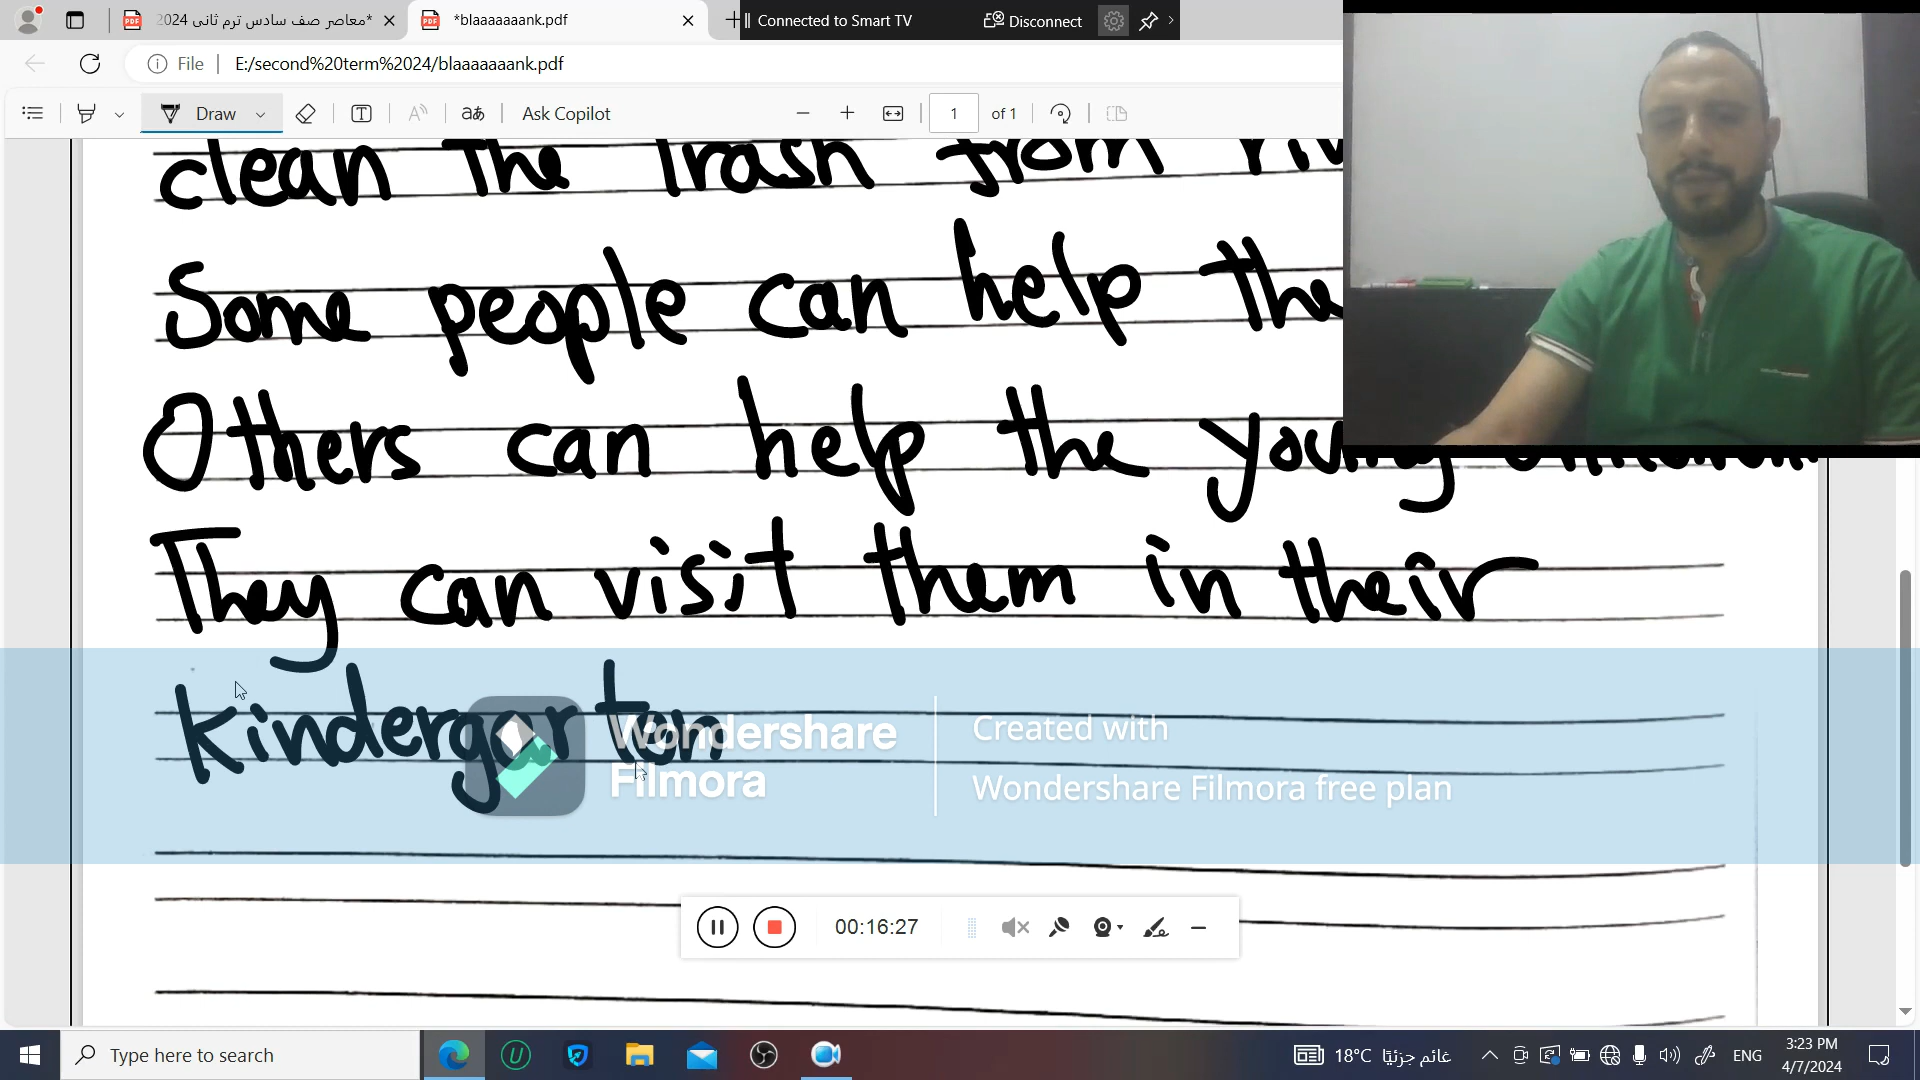 *معاصر صف سادس ترم ثانى 2024
*blaaaaaaank.pdf
Connected to Smart TV
Disconnect
File
E:/second%20term%2024/blaaaaaaank.pdf
Draw
aあ
Ask Copilot
1
of 1
clean the trash from
Some people can help the
Others can help the young
They can visit them in their
kindergarten
Wondershare
Filmora
Created with
Wondershare Filmora free plan
00:16:27
Type here to search
18°C
غائم جزئيًا
ENG
3:23 PM
4/7/2024